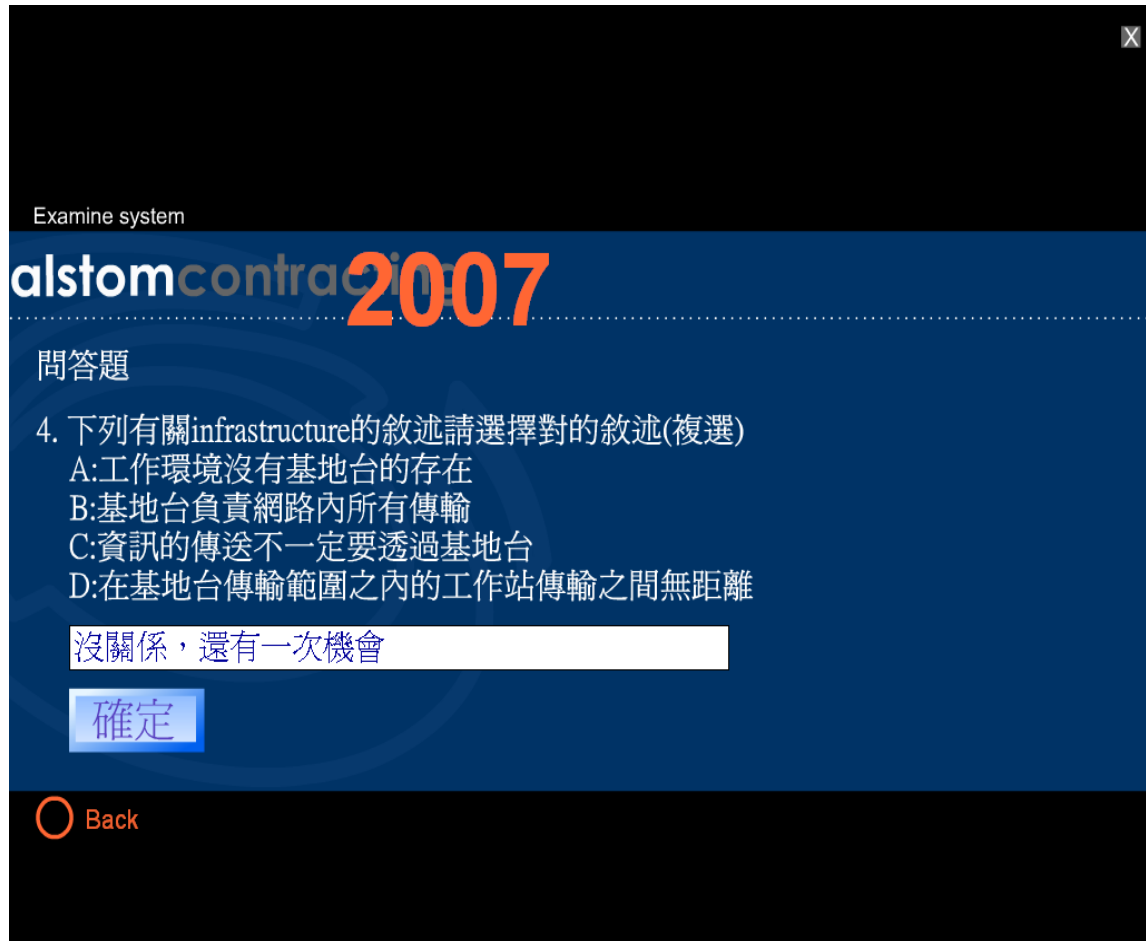 X
Examine system
alstomcontracting
2007
問答題
4. 下列有關infrastructure的敘述請選擇對的敘述(複選)
A:工作環境沒有基地台的存在
B:基地台負責網路內所有傳輸
C:資訊的傳送不一定要透過基地台
D:在基地台傳輸範圍之內的工作站傳輸之間無距離
沒關係，還有一次機會
確定
Back